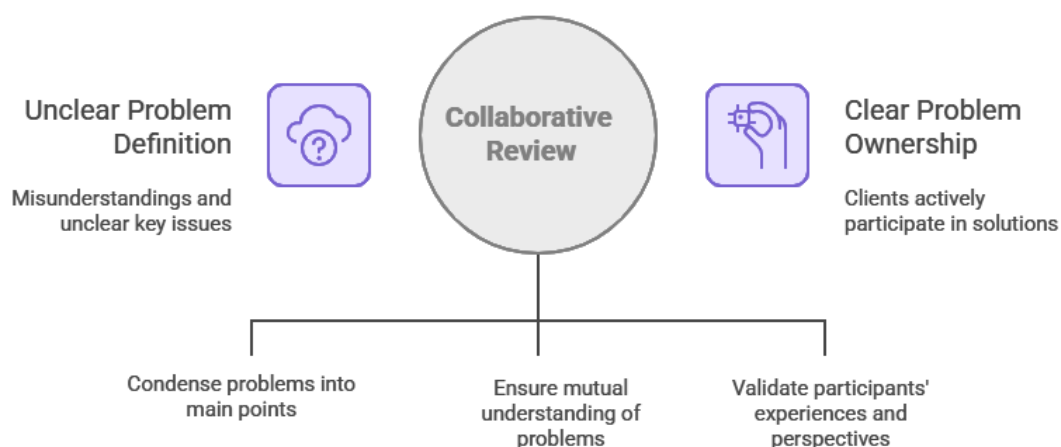 Unclear Problem
Definition
Misunderstandings and
unclear key issues
?
Collaborative
Review
Clear Problem
Ownership
Clients actively
participate in solutions
Condense problems into
main points
Ensure mutual
understanding of
problems
Validate participants'
experiences and
perspectives